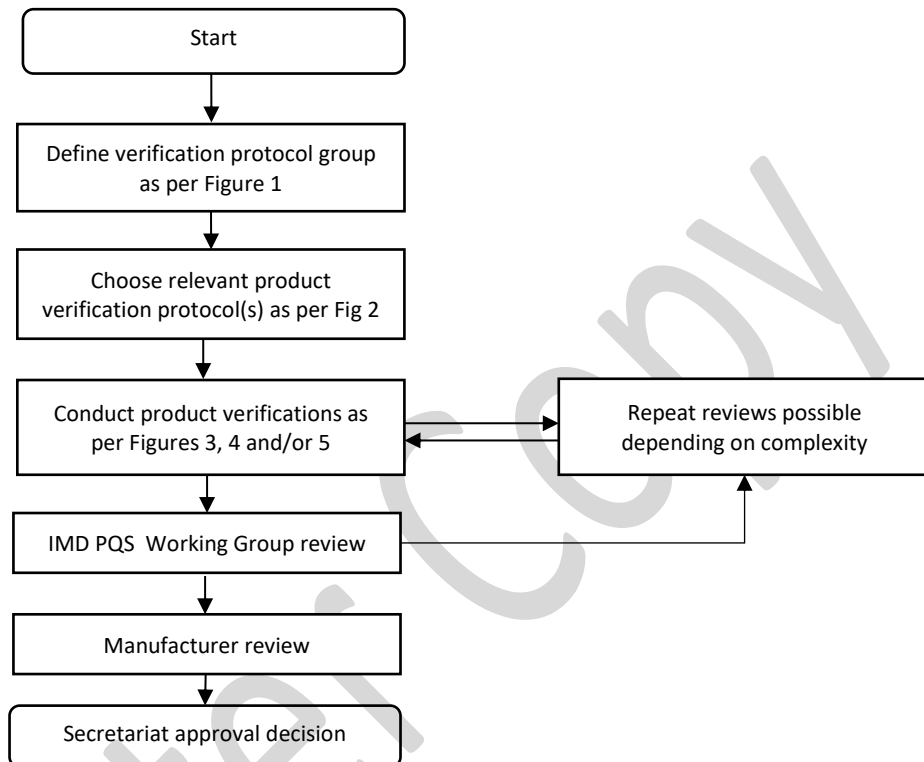 Start
Define verification protocol group
as per Figure 1
Choose relevant product
verification protocol(s) as per Fig 2
Conduct product verifications as
per Figures 3, 4 and/or 5
Repeat reviews possible
depending on complexity
IMD PQS  Working Group review
Manufacturer review
Secretariat approval decision
Copy